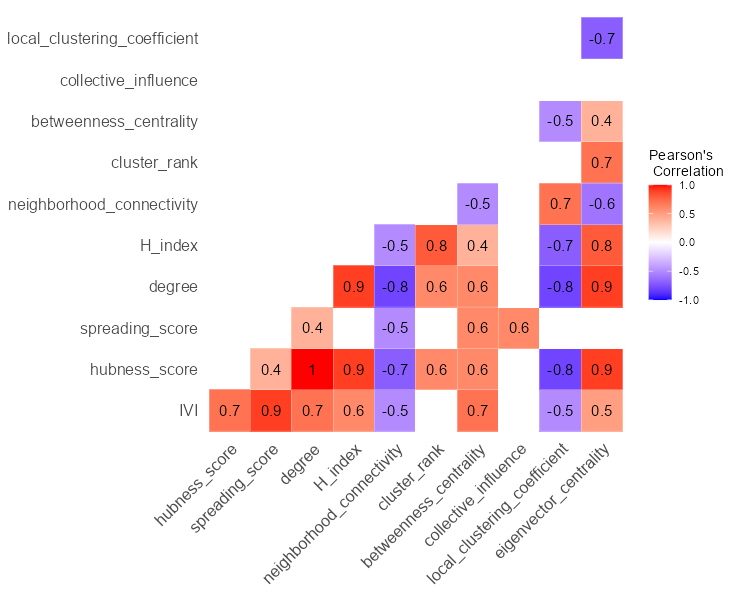 local_clustering_coefficient -0.7
collective_influence
betweenness_centrality -0.5 0.4
cluster_rank 0.7
neighborhood_connectivity -0.5 0.7 -0.6
H_index -0.5 0.8 0.4 -0.7 0.8
degree 0.9 -0.8 0.6 0.6 -0.8 0.9
spreading_score 0.4 -0.5 0.6 0.6
hubness_score 0.4 1 0.9 -0.7 0.6 0.6 -0.8 0.9
IVI 0.7 0.9 0.7 0.6 -0.5 0.7 -0.5 0.5
hubness_score
spreading_score
degree
H_index
neighborhood_connectivity
cluster_rank
betweenness_centrality
collective_influence
local_clustering_coefficient
eigenvector_centrality
Pearson's
Correlation
1.0
0.5
0.0
-0.5
-1.0